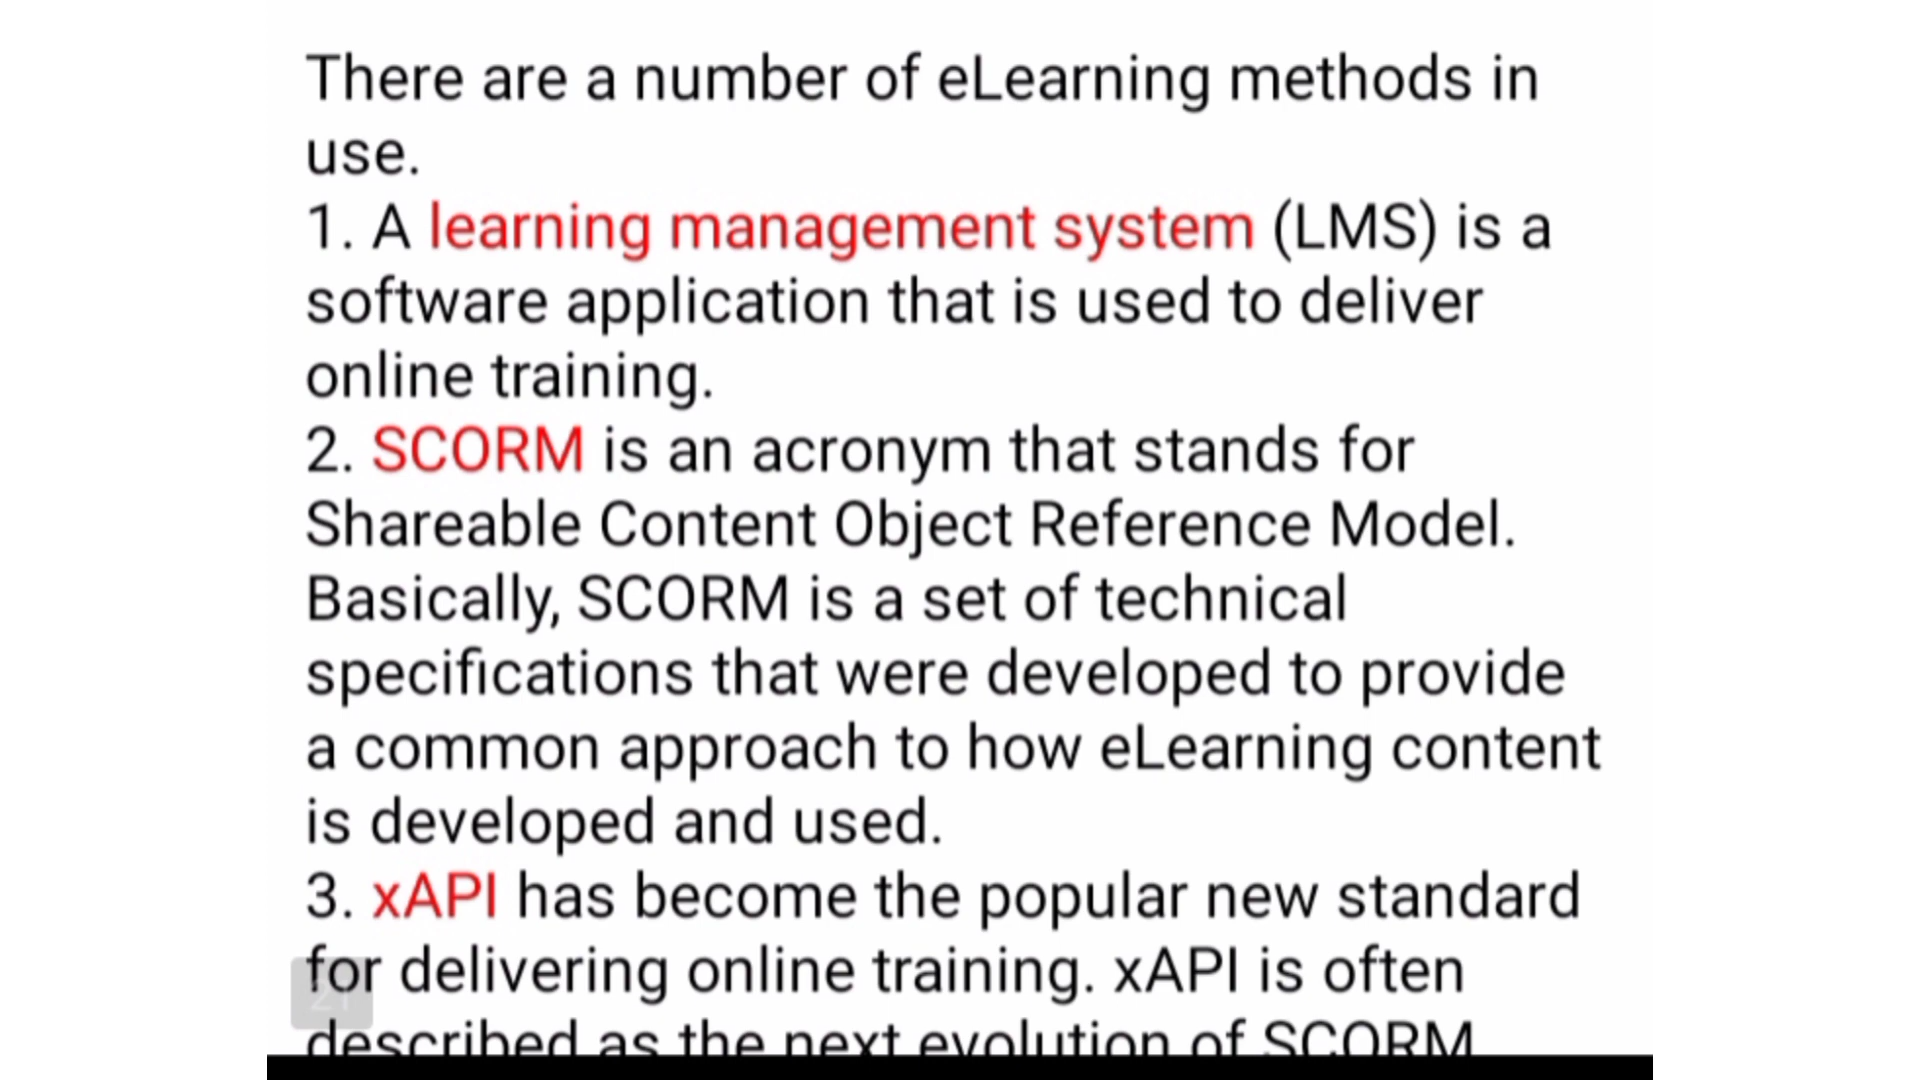 There are a number of eLearning methods in
use.
1. A learning management system (LMS) is a
software application that is used to deliver
online training.
2. SCORM is an acronym that stands for
Shareable Content Object Reference Model.
Basically, SCORM is a set of technical
specifications that were developed to provide
a common approach to how eLearning content
is developed and used.
3. xAPI has become the popular new standard
for delivering online training. xAPI is often
21
described as the next evolution of SCORM